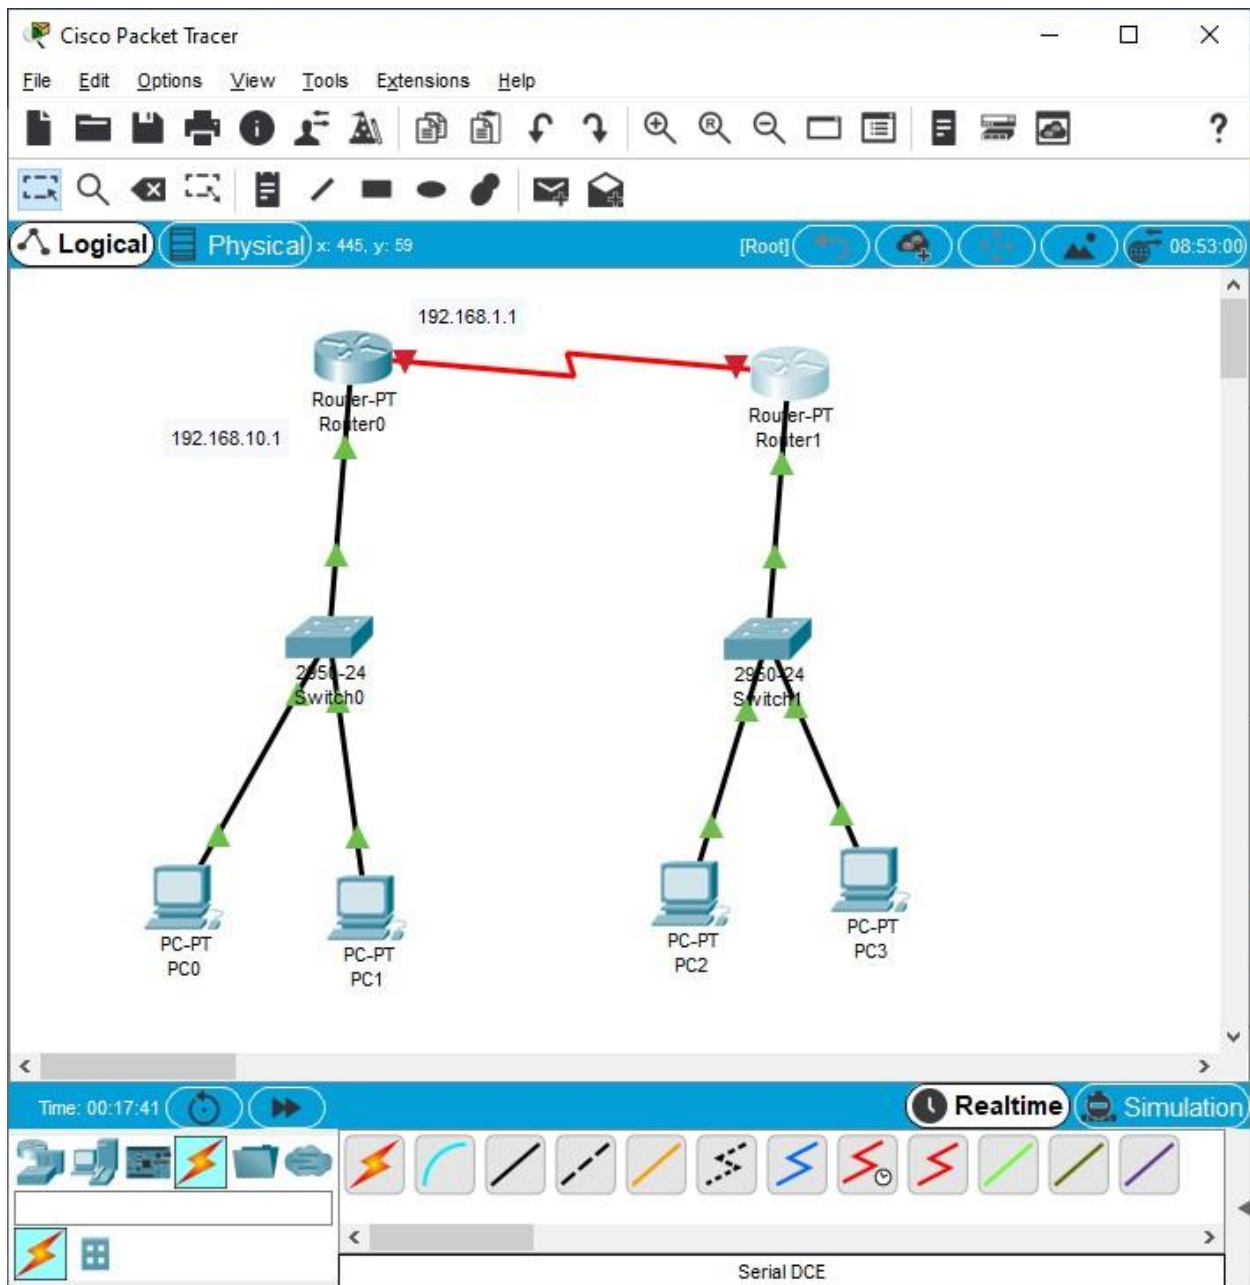 Cisco Packet Tracer
File Edit Options View Tools Extensions Help
Logical Physical x: 445, y: 59 [Root] 08:53:00
192.168.1.1
Router-PT
Router0
Router-PT
Router1
192.168.10.1
2950-24
Switch0
2950-24
Switch1
PC-PT
PC0
PC-PT
PC1
PC-PT
PC2
PC-PT
PC3
Time: 00:17:41 Realtime Simulation
Serial DCE